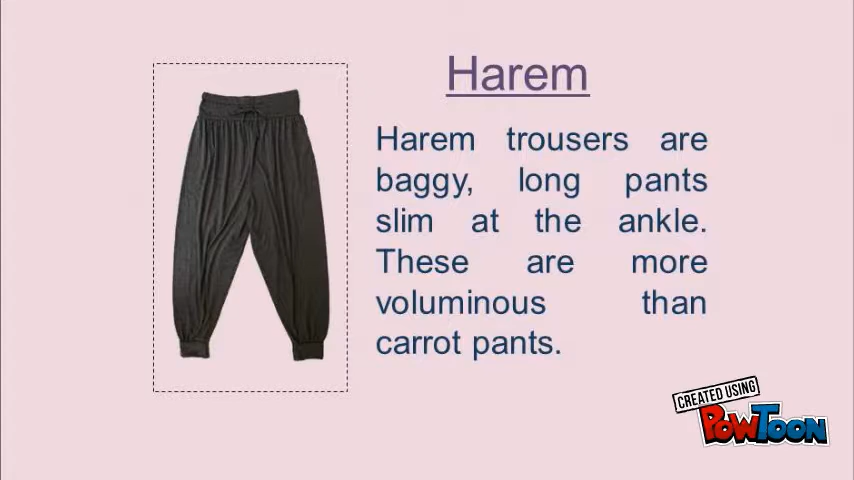 Harem
Harem trousers are
baggy, long pants
slim at the ankle.
These are more
voluminous than
carrot pants.
CREATED USING
POWTOON